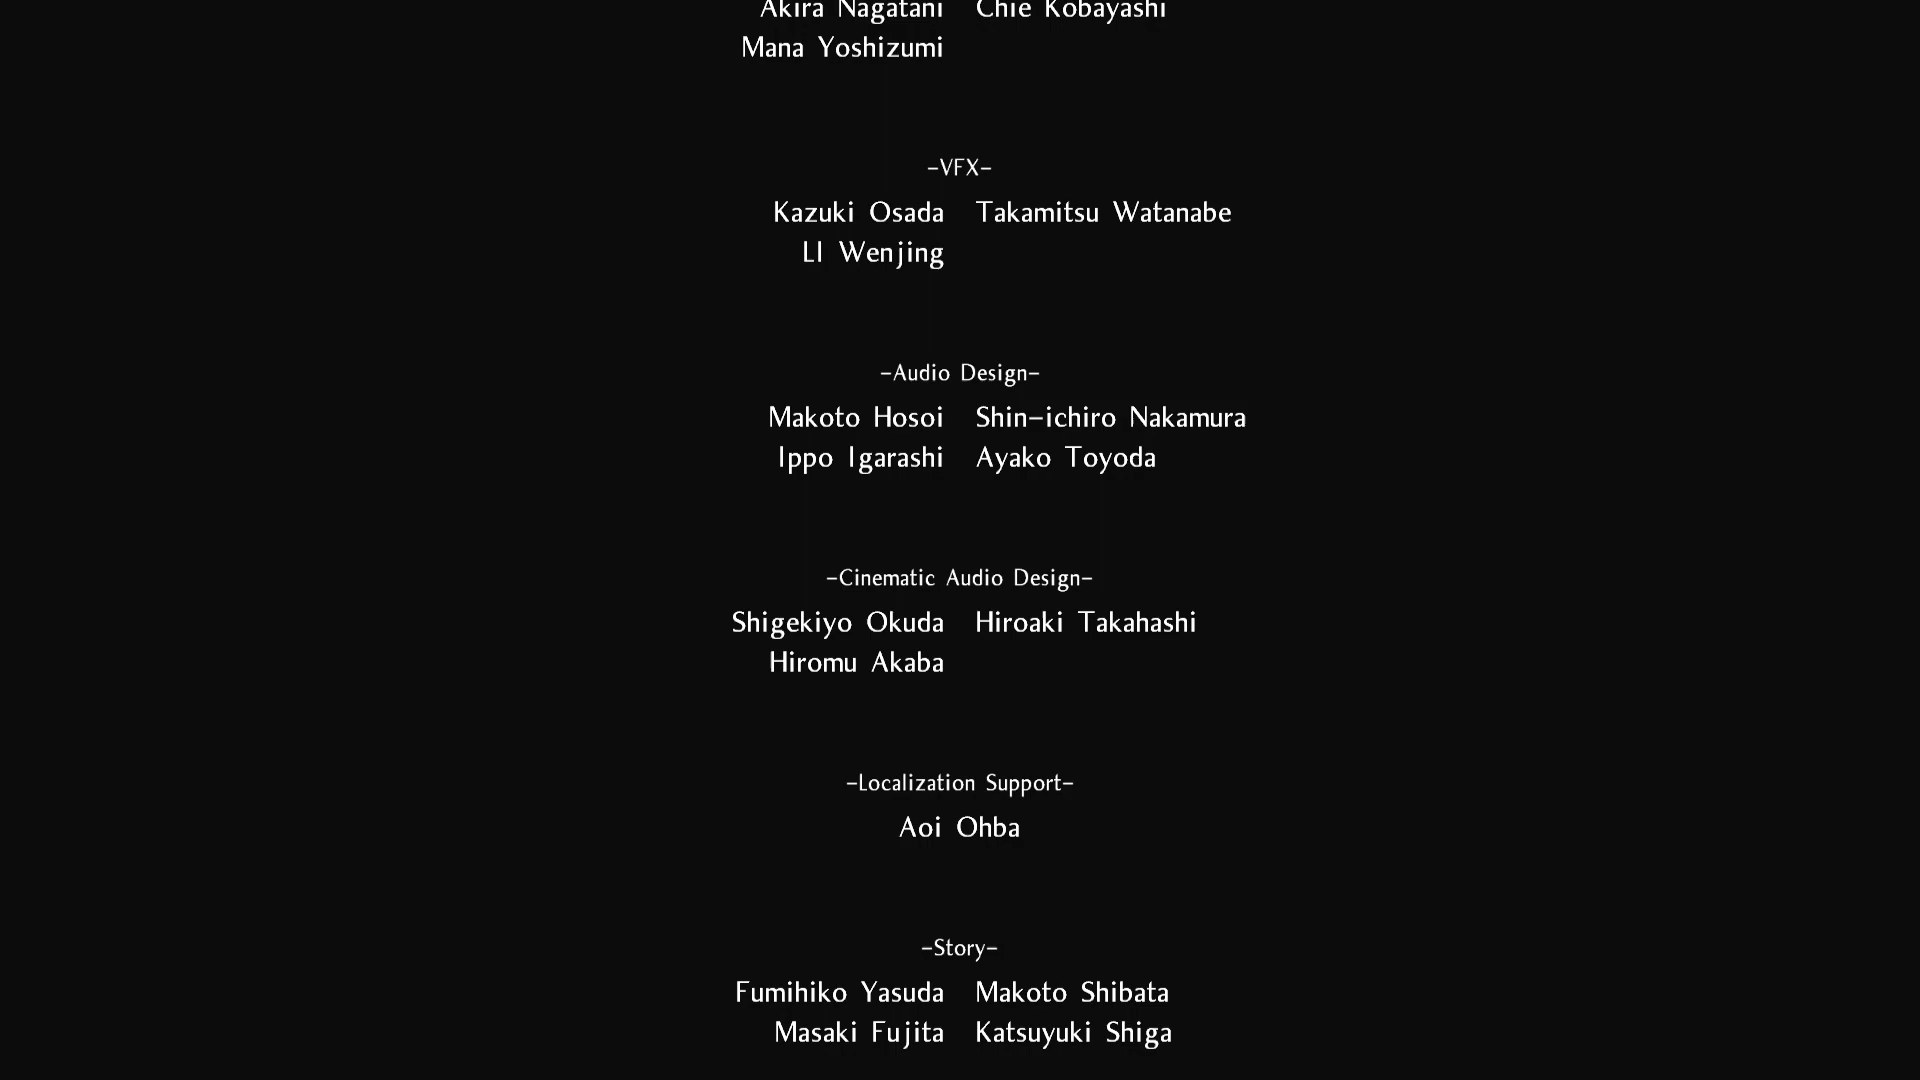 Akira Nagatani Chie Kobayashi
Mana Yoshizumi
-VFX-
Kazuki Osada Takamitsu Watanabe
LI Wenjing
-Audio Design-
Makoto Hosoi Shin-ichiro Nakamura
Ippo Igarashi Ayako Toyoda
-Cinematic Audio Design-
Shigekiyo Okuda Hiroaki Takahashi
Hiromu Akaba
-Localization Support-
Aoi Ohba
-Story-
Fumihiko Yasuda Makoto Shibata
Masaki Fujita Katsuyuki Shiga